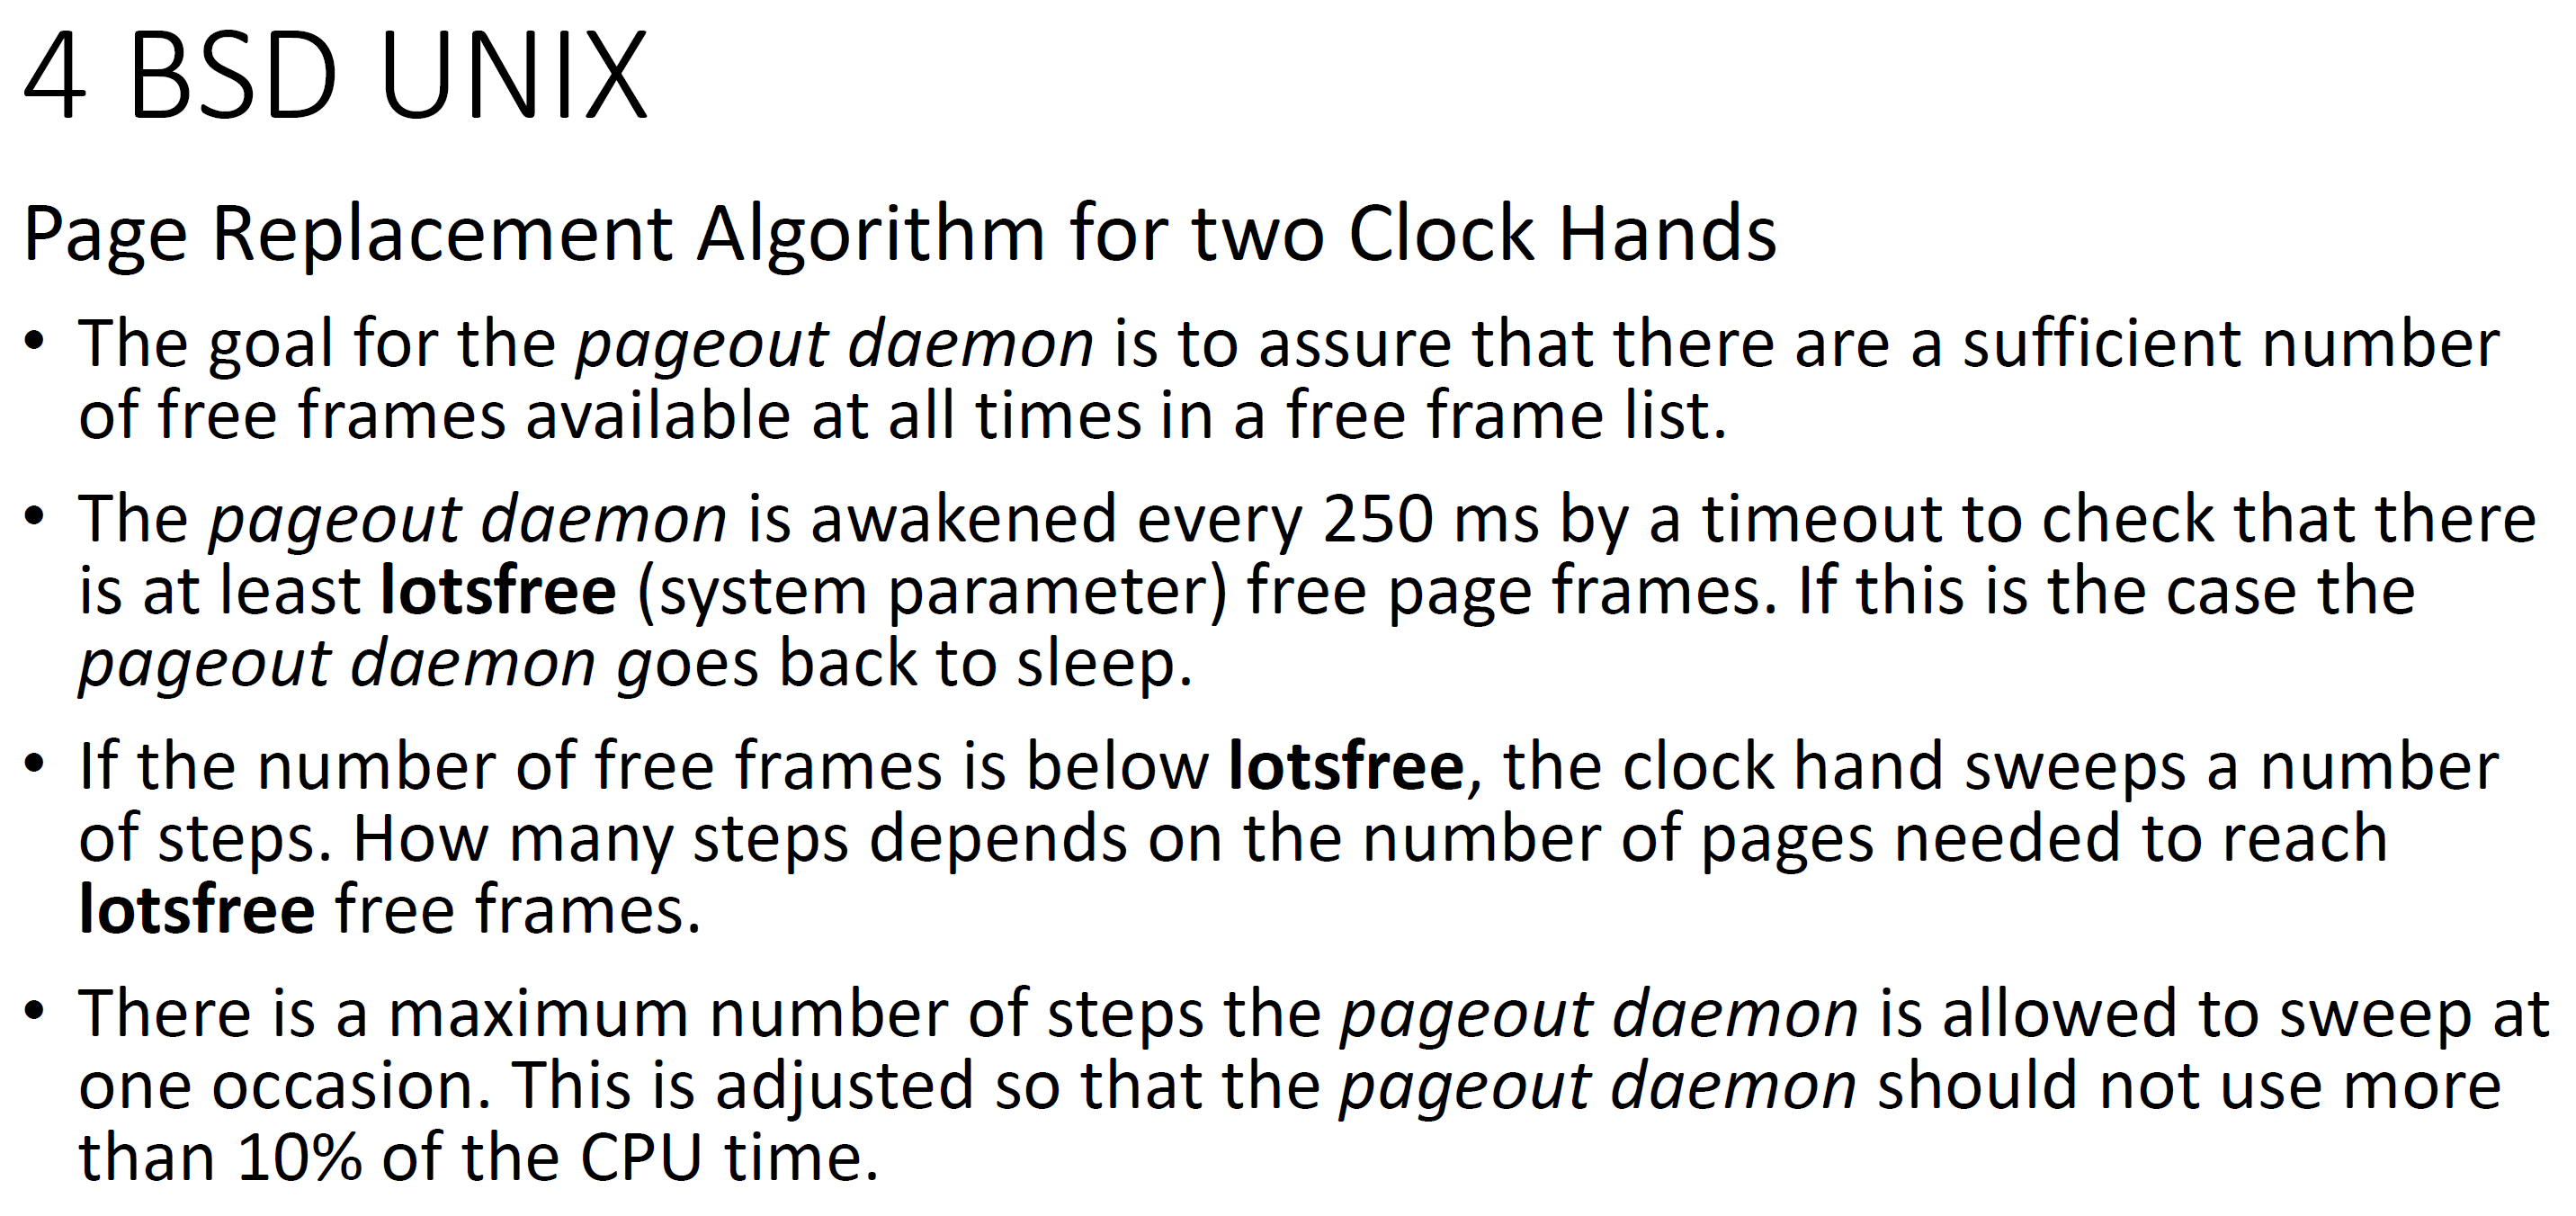 4 BSD UNIX
Page Replacement Algorithm for two Clock Hands
• The goal for the pageout daemon is to assure that there are a sufficient number
of free frames available at all times in a free frame list.
• The pageout daemon is awakened every 250 ms by a timeout to check that there
is at least lotsfree (system parameter) free page frames. If this is the case the
pageout daemon goes back to sleep.
• If the number of free frames is below lotsfree, the clock hand sweeps a number
of steps. How many steps depends on the number of pages needed to reach
lotsfree free frames.
• There is a maximum number of steps the pageout daemon is allowed to sweep at
one occasion. This is adjusted so that the pageout daemon should not use more
than 10% of the CPU time.